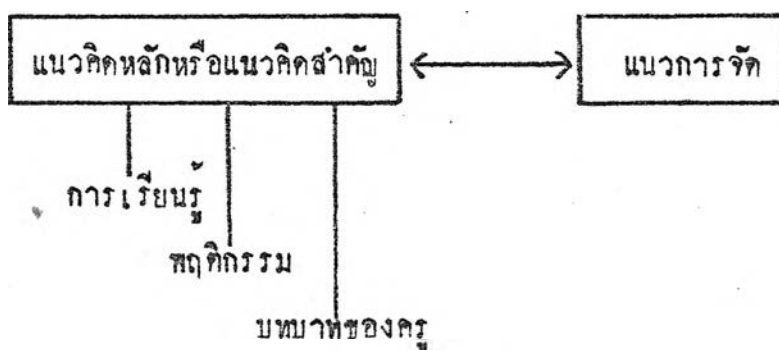 แนวคิดหลักหรือแนวคิดสำคัญ
แนวการจัด
การเรียนรู้
พฤติกรรม
บทบาทของครู